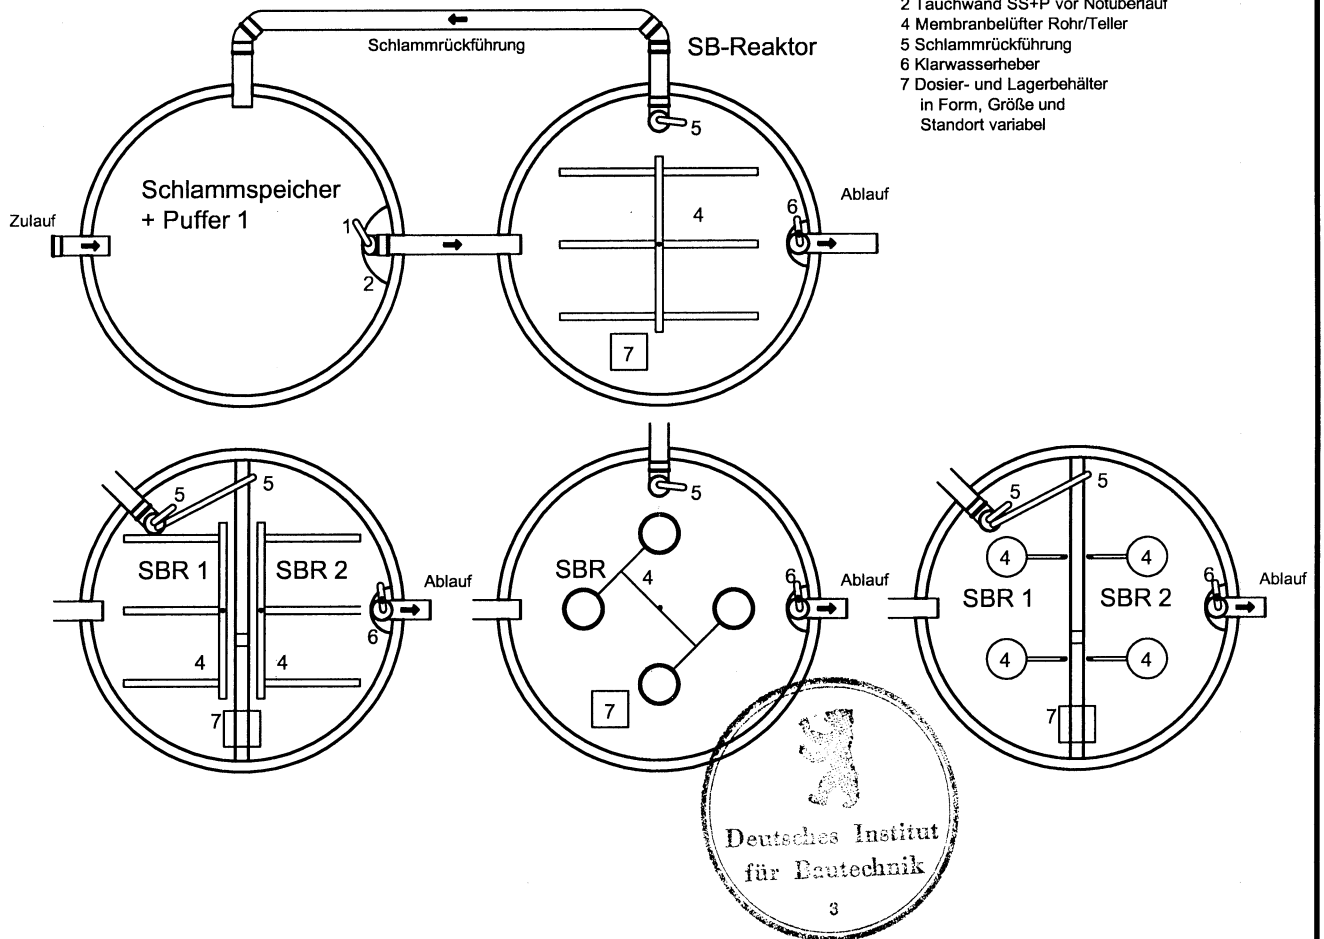 2 Tauchwand SS+P vor Notüberlauf
4 Membranbelüfter Rohr/Teller
5 Schlammrückführung
6 Klarwasserheber
7 Dosier- und Lagerbehälter
in Form, Größe und
Standort variabel
Schlammrückführung
SB-Reaktor
5
Schlammspeicher
+ Puffer 1
Zulauf
1
2
4
6
Ablauf
7
5
5
SBR 1
SBR 2
4
4
6
7
Ablauf
5
SBR
4
6
Ablauf
7
5
5
4
4
SBR 1
SBR 2
4
4
6
7
Ablauf
Deutsches Institut
für Bautechnik
3